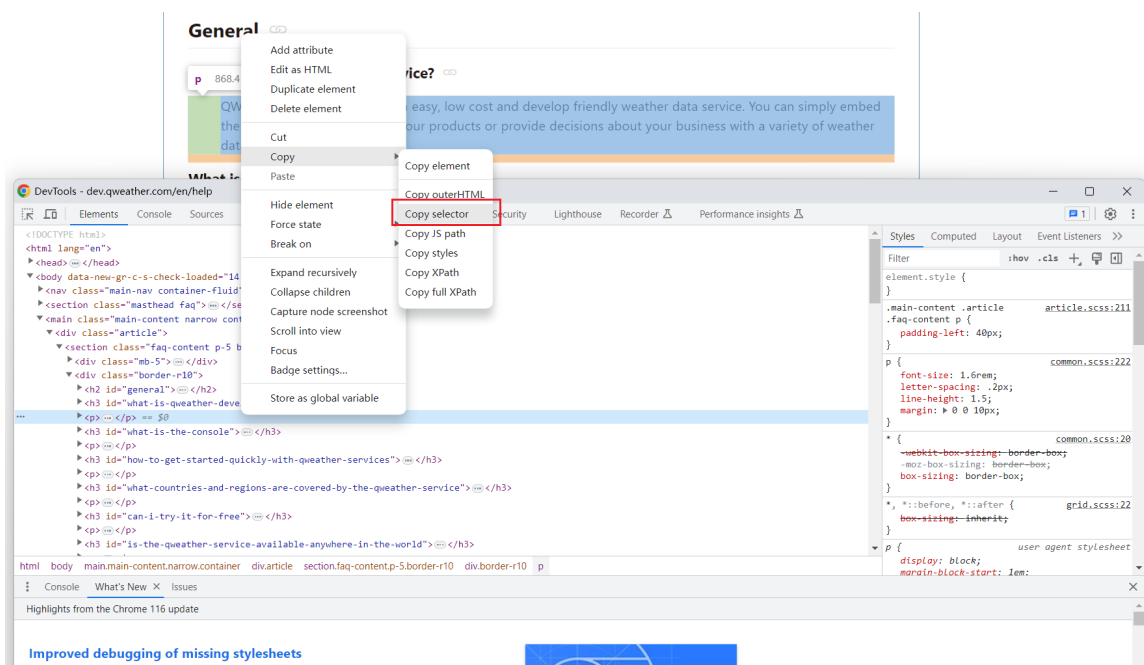 General
Add attribute
Edit as HTML
Duplicate element
Delete element
Cut
Copy
Paste
Hide element
Force state
Break on
Expand recursively
Collapse children
Capture node screenshot
Scroll into view
Focus
Badge settings...
Store as global variable
Copy element
Copy outerHTML
Copy selector
Copy JS path
Copy styles
Copy XPath
Copy full XPath
p 868.4
easy, low cost and develop friendly weather data service. You can simply embed
the our products or provide decisions about your business with a variety of weather
What is
DevTools - dev.qweather.com/en/help
Elements Console Sources Security Lighthouse Recorder Performance insights 1
<!DOCTYPE html>
<html lang="en">
<head> </head>
<body data-new-gr-c-s-check-loaded="14
<nav class="main-nav container-fluid"
<section class="masthead faq"> </se
<main class="main-content narrow cont
<div class="article">
<section class="faq-content p-5 b
<div class="mb-5"> </div>
<div class="border-r10">
<h2 id="general"> </h2>
<h3 id="what-is-qweather-deve
<p> </p> == $0
<h3 id="what-is-the-console"> </h3>
<p> </p>
<h3 id="how-to-get-started-quickly-with-qweather-services"> </h3>
<p> </p>
<h3 id="what-countries-and-regions-are-covered-by-the-qweather-service"> </h3>
<p> </p>
<h3 id="can-i-try-it-for-free"> </h3>
<p> </p>
<h3 id="is-the-qweather-service-available-anywhere-in-the-world"> </h3>
html body main.main-content.narrow.container div.article section.faq-content.p-5.border-r10 div.border-r10 p
Styles Computed Layout Event Listeners
Filter :hov .cls
element.style {
}
.main-content .article article.scss:211
.faq-content p {
padding-left: 40px;
}
p { common.scss:222
font-size: 1.6rem;
letter-spacing: .2px;
line-height: 1.5;
margin: 0 0 10px;
}
* { common.scss:20
-webkit-box-sizing: border-box;
-moz-box-sizing: border-box;
box-sizing: border-box;
}
*, *::before, *::after { grid.scss:22
box-sizing: inherit;
}
p { user agent stylesheet
display: block;
margin-block-start: 1em;
Console What's New Issues
Highlights from the Chrome 116 update
Improved debugging of missing stylesheets